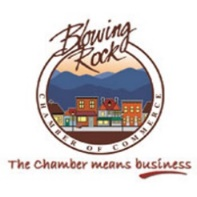 Blowing
Rock
CHAMBER OF COMMERCE
The Chamber means business